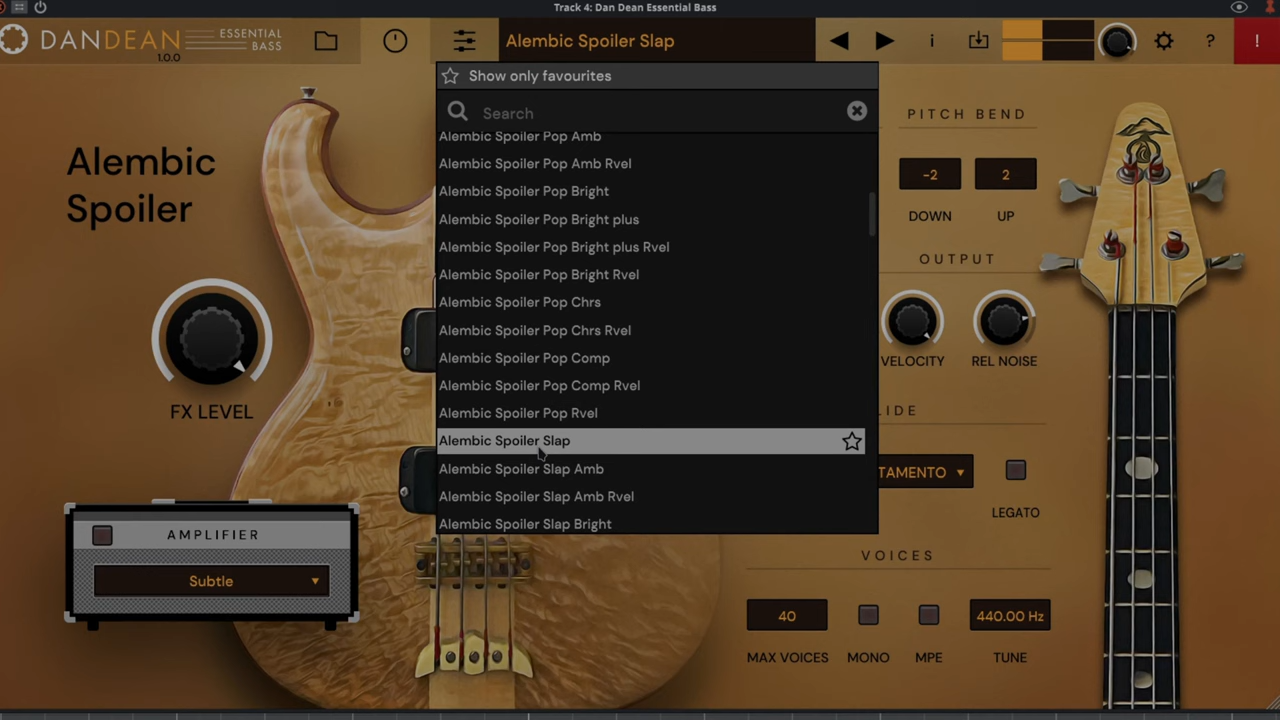 Track 4: Dan Dean Essential Bass
DANDEAN
ESSENTIAL
BASS
1.0.0
Alembic Spoiler Slap
i
?
!
Show only favourites
Search
Alembic Spoiler Pop Amb
Alembic Spoiler Pop Amb Rvel
Alembic Spoiler Pop Bright
Alembic Spoiler Pop Bright plus
Alembic Spoiler Pop Bright plus Rvel
Alembic Spoiler Pop Bright Rvel
Alembic Spoiler Pop Chrs
Alembic Spoiler Pop Chrs Rvel
Alembic Spoiler Pop Comp
Alembic Spoiler Pop Comp Rvel
Alembic Spoiler Pop Rvel
Alembic Spoiler Slap
Alembic Spoiler Slap Amb
Alembic Spoiler Slap Amb Rvel
Alembic Spoiler Slap Bright
Alembic
Spoiler
FX LEVEL
AMPLIFIER
Subtle
PITCH BEND
-2
2
DOWN
UP
OUTPUT
VELOCITY
REL NOISE
LIDE
TAMENTO
LEGATO
VOICES
40
440.00 Hz
MAX VOICES
MONO
MPE
TUNE